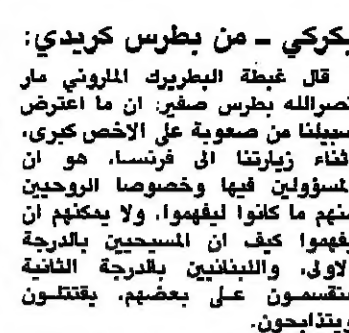 بكركي - من بطرس كريدي:
قال غبطة البطريرك الماروني مار
نصرالله بطرس صفير: ان ما اعترض
سبيلنا من صعوبة على الاخص كبرى،
اثناء زيارتنا الى فرنسا، هو ان
المسؤولين فيها وخصوصا الروحيين
منهم ما كانوا ليفهموا، ولا يمكنهم ان
يفهموا كيف ان المسيحيين بالدرجة
الاولى، واللبنانيين بالدرجة الثانية
منقسمون على بعضهم، يقتتلون
ويتذابحون.